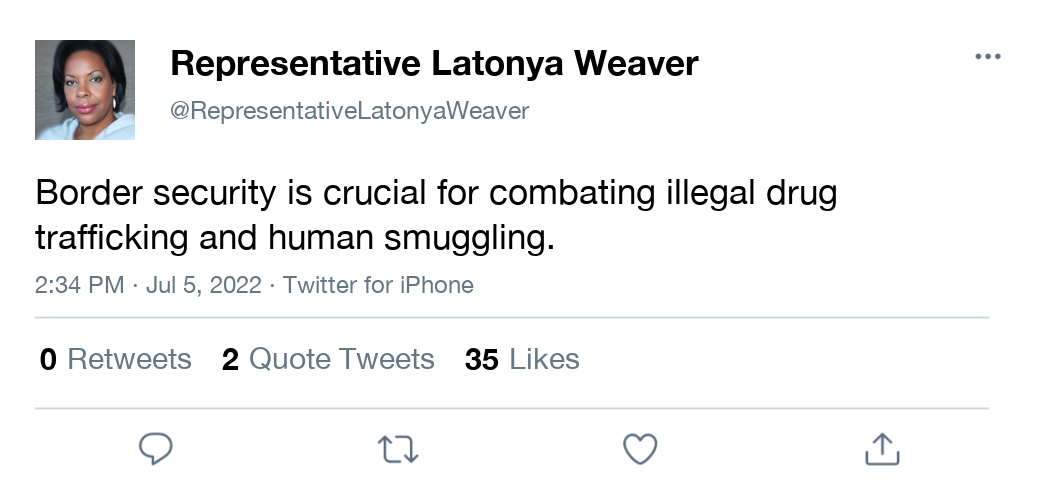 Representative Latonya Weaver
@RepresentativeLatonyaWeaver
Border security is crucial for combating illegal drug
trafficking and human smuggling.
2:34 PM · Jul 5, 2022 · Twitter for iPhone
0 Retweets 2 Quote Tweets 35 Likes